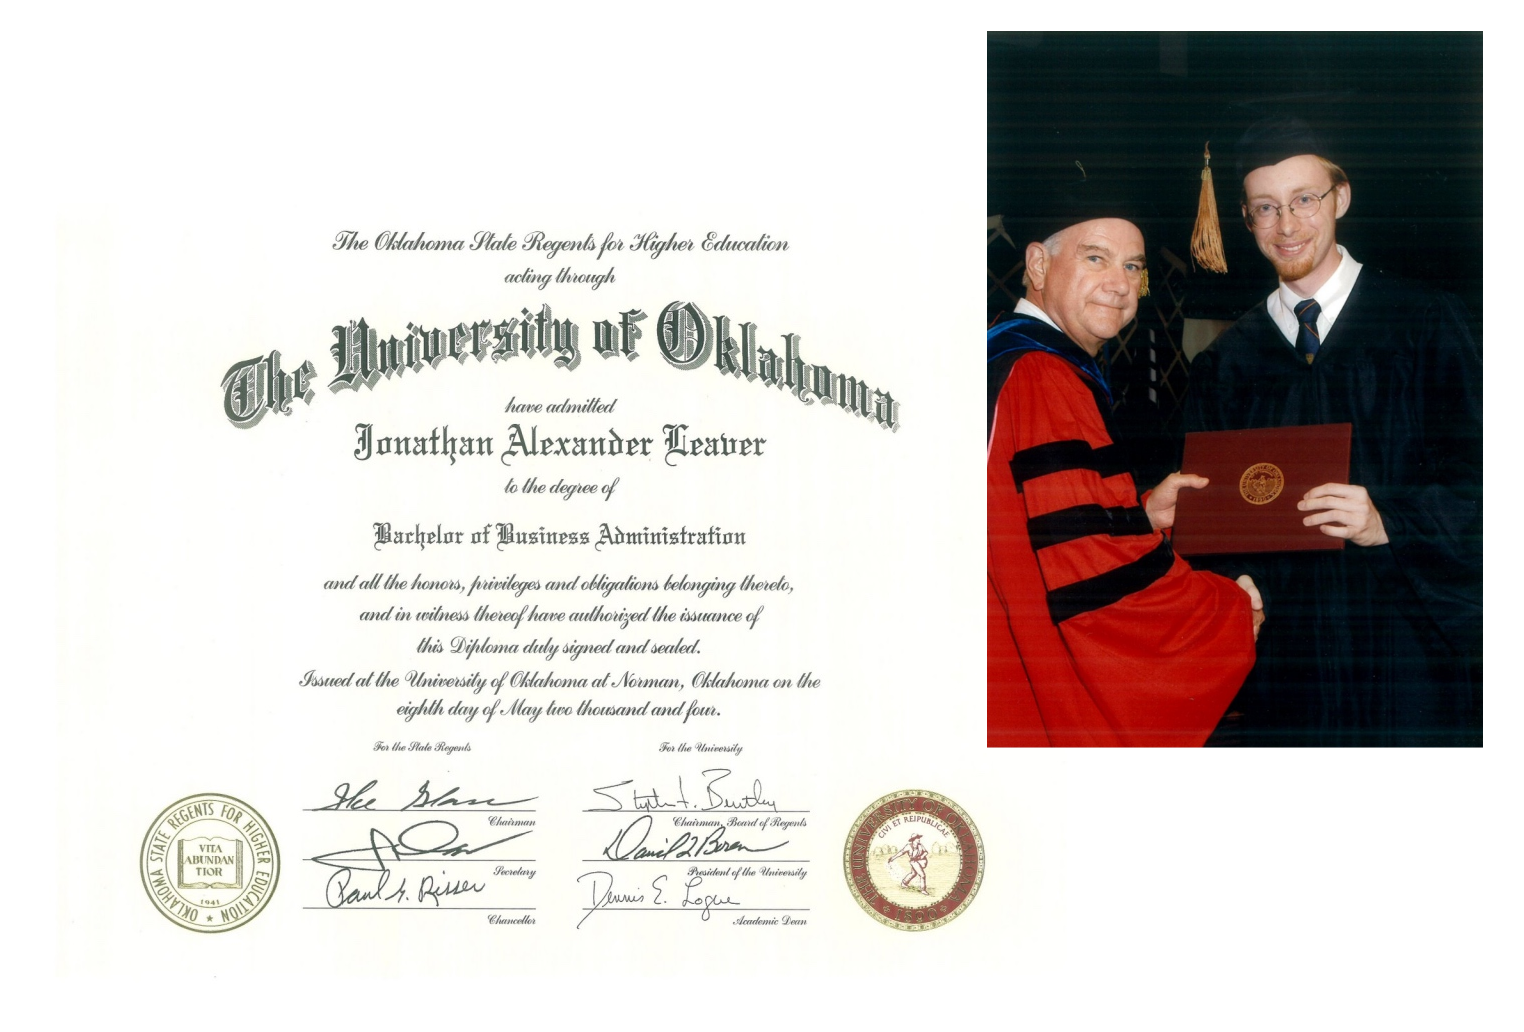 The Oklahoma State Regents for Higher Education
acting through
The University of Oklahoma
have admitted
Jonathan Alexander Leaver
to the degree of
Bachelor of Business Administration
and all the honors, privileges and obligations belonging thereto,
and in witness thereof have authorized the issuance of
this Diploma duly signed and sealed.
Issued at the University of Oklahoma at Norman, Oklahoma on the
eighth day of May two thousand and four.
For the State Regents
For the University
Stephen F. Bentley
Chairman
Chairman, Board of Regents
David L Boren
Secretary
President of the University
Paul G. Risser
Dennis E. Logue
Chancellor
Academic Dean
OKLAHOMA STATE REGENTS FOR HIGHER EDUCATION
VITA
ABUNDAN
TIOR
1941
THE UNIVERSITY OF OKLAHOMA
CIVI ET REIPUBLICAE
1890